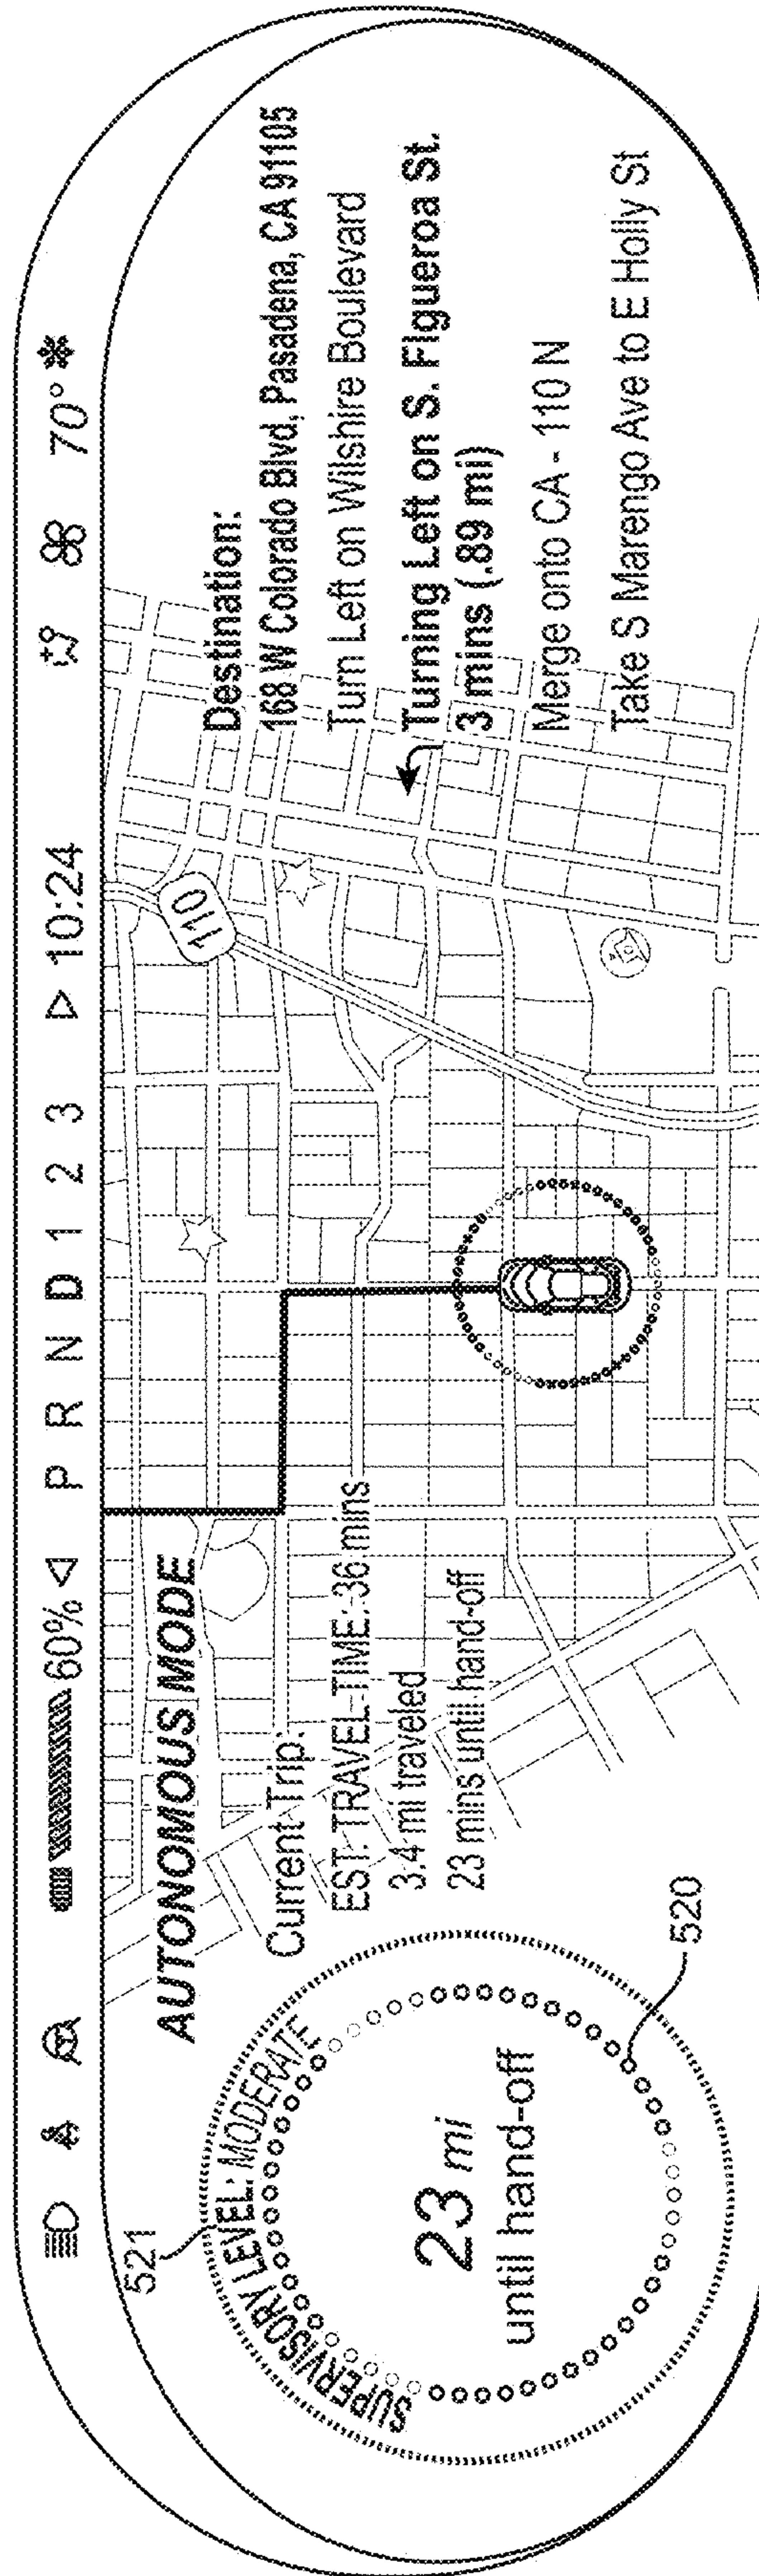 60% P R N D 1 2 3 10:24 70°
AUTONOMOUS MODE
Current Trip:
EST. TRAVEL TIME: 36 mins
3.4 mi traveled
23 mins until hand-off
521
SUPERVISORY LEVEL: MODERATE
23 mi
until hand-off
520
110
Destination:
168 W Colorado Blvd, Pasadena, CA 91105
Turn Left on Wilshire Boulevard
Turning Left on S. Figueroa St.
3 mins (.89 mi)
Merge onto CA - 110 N
Take S Marengo Ave to E Holly St